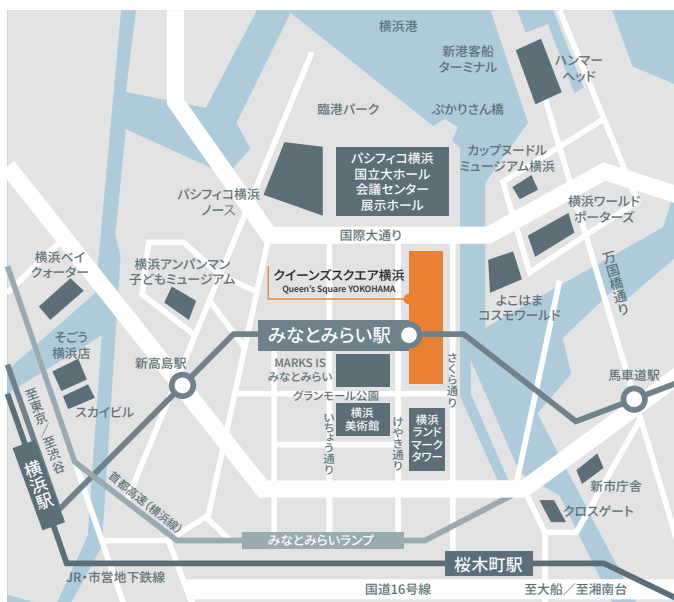 横浜港
新港客船
ターミナル
ハンマー
ヘッド
臨港パーク
ぷかりさん橋
カップヌードル
ミュージアム横浜
パシフィコ横浜
国立大ホール
会議センター
展示ホール
パシフィコ横浜
ノース
横浜ワールド
ポーターズ
国際大通り
万国橋通り
横浜ベイ
クォーター
横浜アンパンマン
子どもミュージアム
クイーンズスクエア横浜
Queen's Square YOKOHAMA
よこはま
コスモワールド
そごう
横浜店
みなとみらい駅
新高島駅
MARK IS
みなとみらい
さくら通り
馬車道駅
グランモール公園
スカイビル
至東京／至渋谷
横浜
美術館
いちょう通り
けやき通り
横浜
ランド
マーク
タワー
横浜駅
首都高速（横浜線）
新市庁舎
クロスゲート
みなとみらいランプ
桜木町駅
JR・市営地下鉄線
国道16号線
至大船／至湘南台